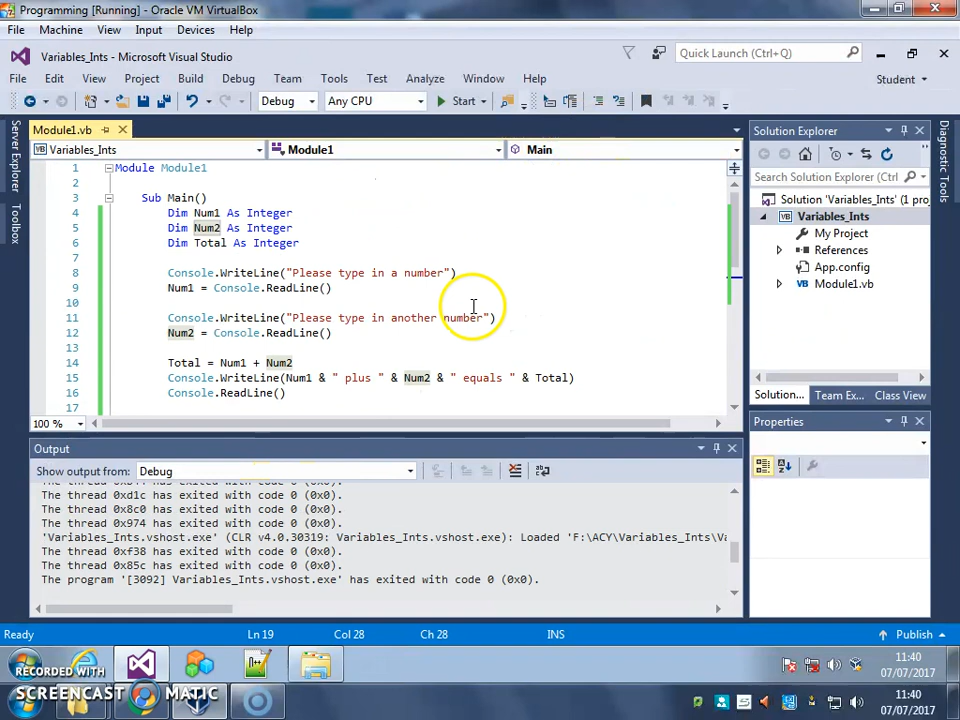 Programming [Running] - Oracle VM VirtualBox
File Machine View Input Devices Help
Variables_Ints - Microsoft Visual Studio
Quick Launch (Ctrl+Q)
File Edit View Project Build Debug Team Tools Test Analyze Window Help
Student
Debug Any CPU Start
Server Explorer
Toolbox
Module1.vb
Variables_Ints Module1 Main
1 Module Module1
2
3 Sub Main()
4 Dim Num1 As Integer
5 Dim Num2 As Integer
6 Dim Total As Integer
7
8 Console.WriteLine("Please type in a number")
9 Num1 = Console.ReadLine()
10
11 Console.WriteLine("Please type in another number")
12 Num2 = Console.ReadLine()
13
14 Total = Num1 + Num2
15 Console.WriteLine(Num1 & " plus " & Num2 & " equals " & Total)
16 Console.ReadLine()
17
100 %
Solution Explorer
Search Solution Explorer (Ctrl+;)
Solution 'Variables_Ints' (1 pro
Variables_Ints
My Project
References
App.config
Module1.vb
Solution... Team Ex... Class View
Properties
Diagnostic Tools
Output
Show output from: Debug
The thread 0xd1c has exited with code 0 (0x0).
The thread 0x8c0 has exited with code 0 (0x0).
The thread 0x974 has exited with code 0 (0x0).
'Variables_Ints.vshost.exe' (CLR v4.0.30319: Variables_Ints.vshost.exe): Loaded 'F:\ACY\Variables_Ints\Va
The thread 0xf38 has exited with code 0 (0x0).
The thread 0x85c has exited with code 0 (0x0).
The program '[3092] Variables_Ints.vshost.exe' has exited with code 0 (0x0).
Ready Ln 19 Col 28 Ch 28 INS Publish
11:40
07/07/2017
11:40
07/07/2017
RECORDED WITH
SCREENCAST MATIC